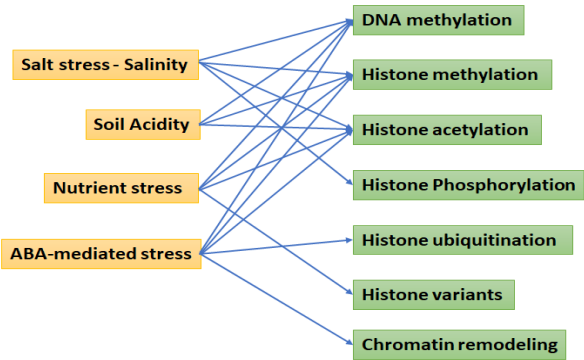 Salt stress - Salinity
Soil Acidity
Nutrient stress
ABA-mediated stress
DNA methylation
Histone methylation
Histone acetylation
Histone Phosphorylation
Histone ubiquitination
Histone variants
Chromatin remodeling